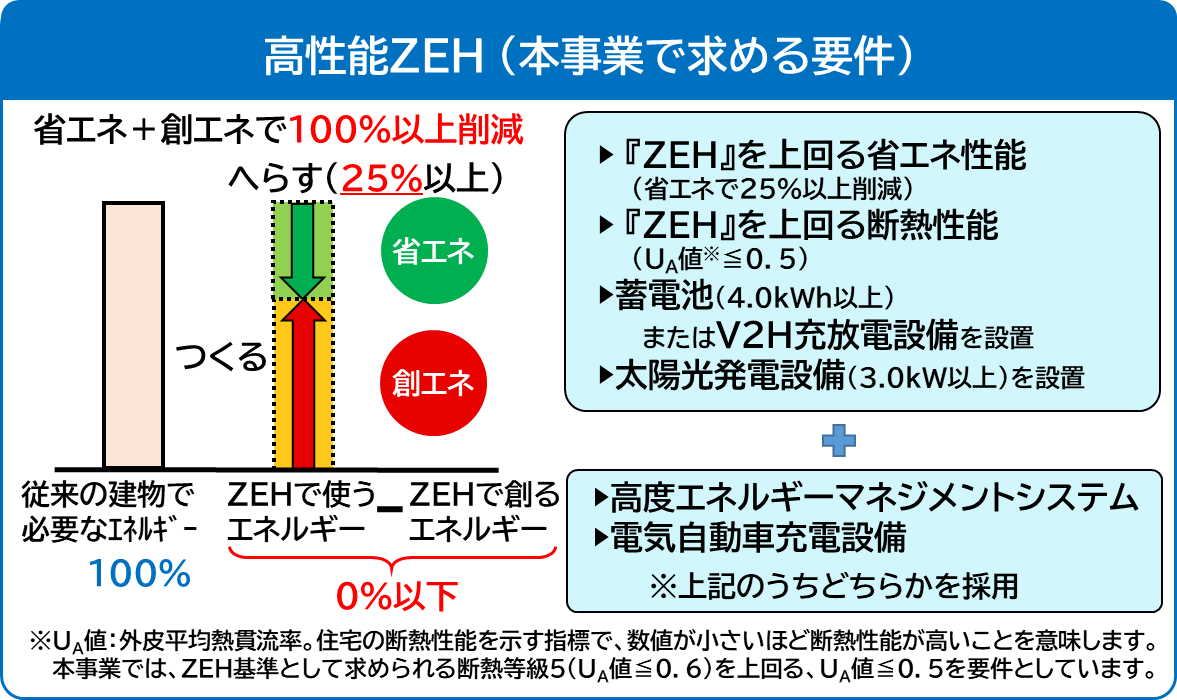 高性能ZEH（本事業で求める要件）
省エネ＋創エネで100%以上削減
へらす（25%以上）
省エネ
つくる
創エネ
従来の建物で
必要なｴﾈﾙｷﾞｰ
100%
ZEHで使う
エネルギー
ー
ZEHで創る
エネルギー
0%以下
▶『ZEH』を上回る省エネ性能
（省エネで25%以上削減）
▶『ZEH』を上回る断熱性能
（UA値※≦0．5）
▶蓄電池（4.0kWh以上）
またはV2H充放電設備を設置
▶太陽光発電設備（3.0kW以上）を設置
▶高度エネルギーマネジメントシステム
▶電気自動車充電設備
※上記のうちどちらかを採用
※UA値：外皮平均熱貫流率。住宅の断熱性能を示す指標で、数値が小さいほど断熱性能が高いことを意味します。
本事業では、ZEH基準として求められる断熱等級5（UA値≦0．6）を上回る、UA値≦0．5を要件としています。